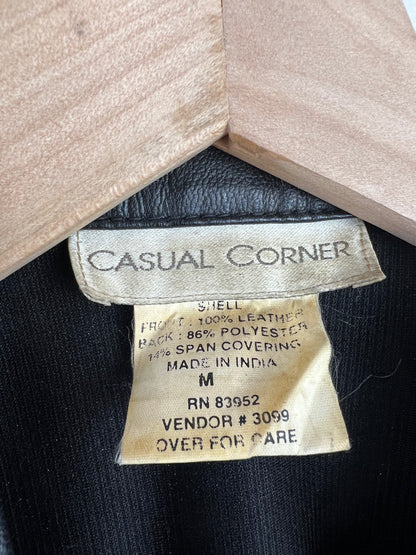 CASUAL CORNER
SHELL
FRONT : 100% LEATHER
BACK : 86% POLYESTER
14% SPAN COVERING
MADE IN INDIA
M
RN 83952
VENDOR # 3099
OVER FOR CARE